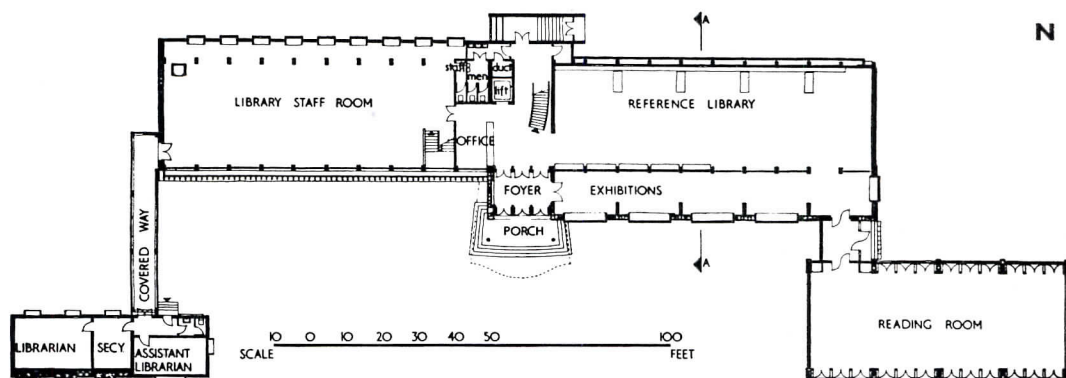 A
N
staff
duct
men
lift
LIBRARY STAFF ROOM
REFERENCE LIBRARY
OFFICE
FOYER
EXHIBITIONS
PORCH
COVERED WAY
A
LIBRARIAN
SECY.
ASSISTANT
LIBRARIAN
READING ROOM
10 0 10 20 30 40 50 100
SCALE FEET